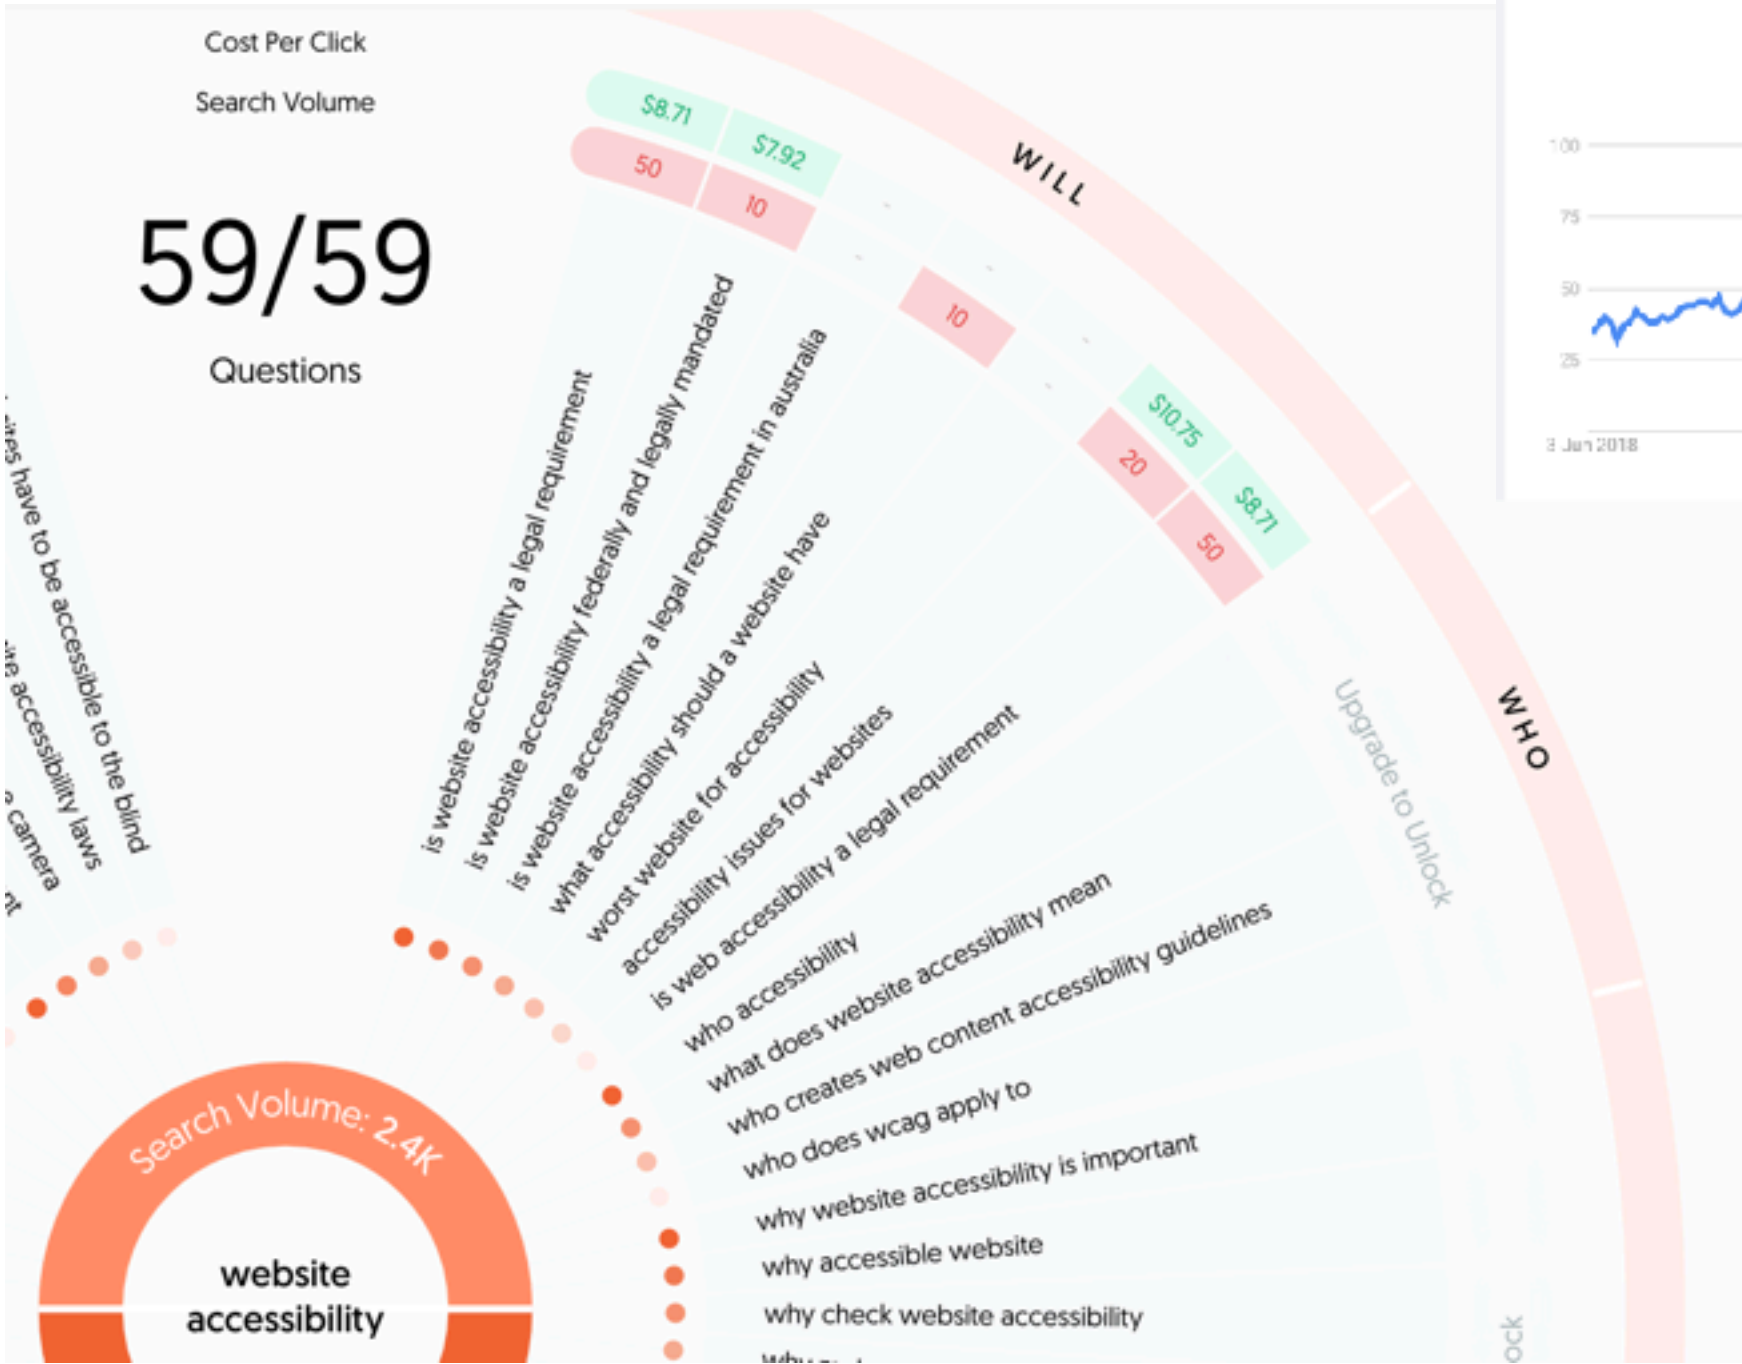 Cost Per Click
Search Volume
59/59
Questions
$8.71
$7.92
-
-
-
$10.75
$8.71
50
10
-
10
-
20
50
WILL
WHO
is website accessibility a legal requirement
is website accessibility federally and legally mandated
is website accessibility a legal requirement in australia
what accessibility should a website have
worst website for accessibility
accessibility issues for websites
is web accessibility a legal requirement
who accessibility
what does website accessibility mean
who creates web content accessibility guidelines
who does wcag apply to
why website accessibility is important
why accessible website
why check website accessibility
why
Upgrade to Unlock
have to be accessible to the blind
accessibility laws
camera
Search Volume: 2.4K
website
accessibility
100
75
50
25
3 Jun 2018